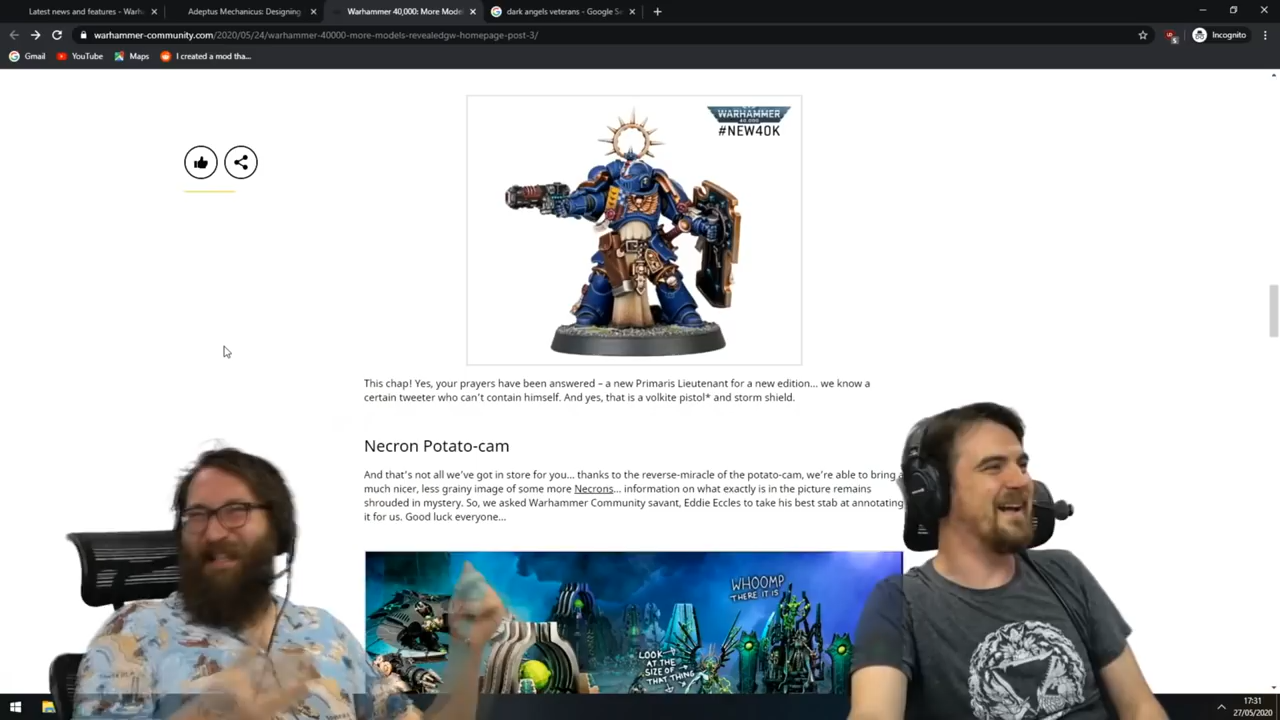 Latest news and features - Warh
Adeptus Mechanicus: Designing
Warhammer 40,000: More Model
dark angels veterans - Google Se
warhammer-community.com/2020/05/24/warhammer-40000-more-models-revealedgw-homepage-post-3/
Incognito
Gmail
YouTube
Maps
I created a mod tha...
WARHAMMER
40,000
#NEW40K
This chap! Yes, your prayers have been answered – a new Primaris Lieutenant for a new edition... we know a
certain tweeter who can't contain himself. And yes, that is a volkite pistol* and storm shield.
Necron Potato-cam
And that's not all we've got in store for you... thanks to the reverse-miracle of the potato-cam, we're able to bring a
much nicer, less grainy image of some more Necrons... information on what exactly is in the picture remains
shrouded in mystery. So, we asked Warhammer Community savant, Eddie Eccles to take his best stab at annotating
it for us. Good luck everyone...
WHOOMP
THERE IT IS
LOOK
AT THE
SIZE OF
THAT THING
17:31
27/05/2020